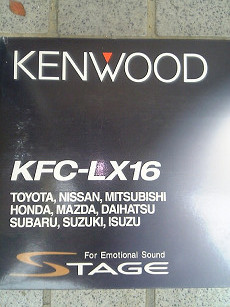 KENWOOD
KFC-LX16
TOYOTA, NISSAN, MITSUBISHI
HONDA, MAZDA, DAIHATSU
SUBARU, SUZUKI, ISUZU
For Emotional Sound
STAGE